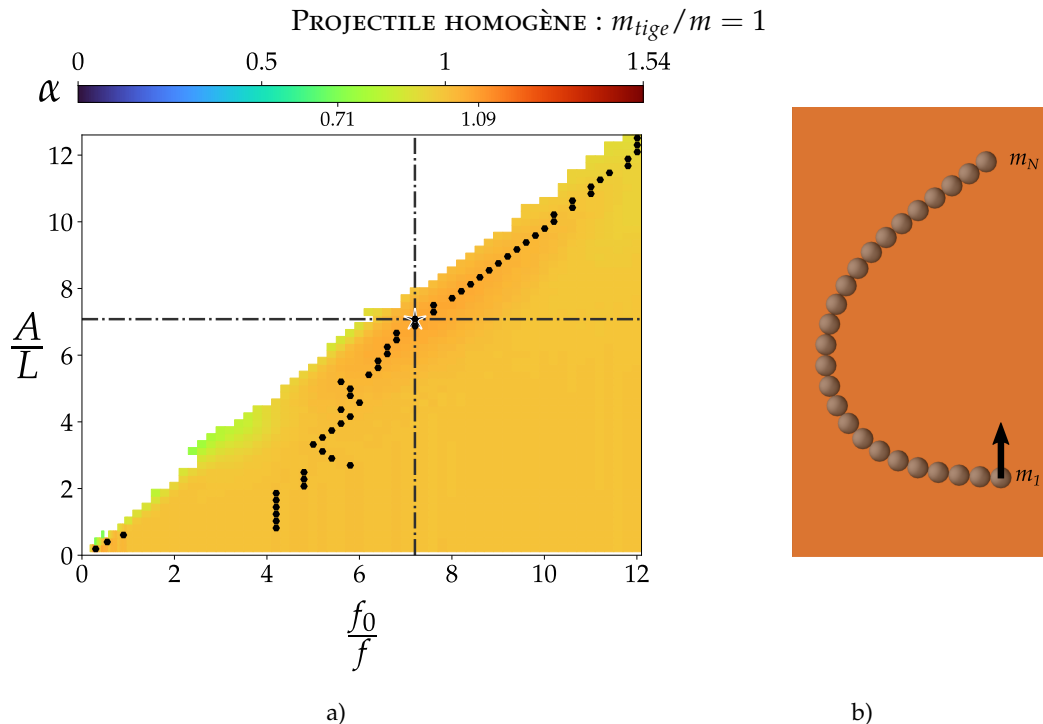 PROJECTILE HOMOGÈNE : m_tige/m = 1
0 0.5 1 1.54
α
0.71 1.09
12
10
8
6
4
2
0
A/L
0 2 4 6 8 10 12
f_0/f
m_N
m_1
a) b)